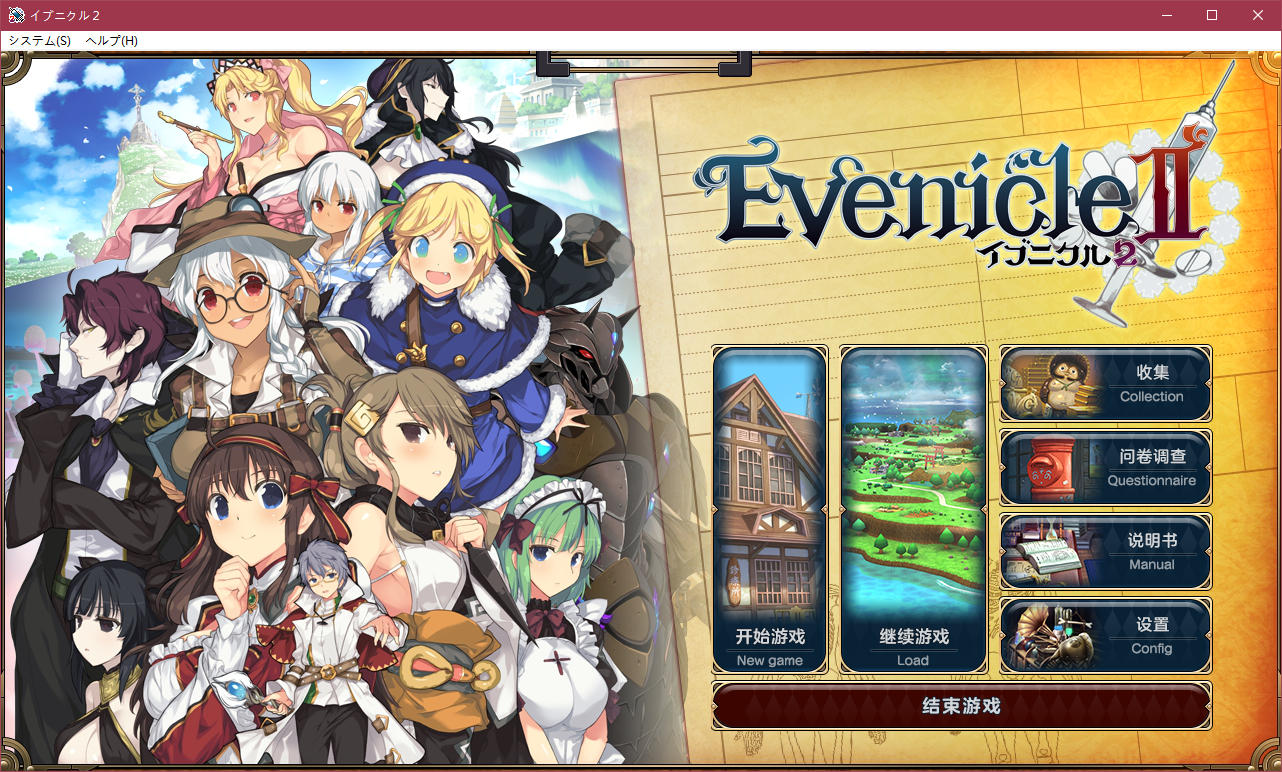 イブニクル２
システム(S) ヘルプ(H)
Evenicle II
イブニクル2
开始游戏
New game
继续游戏
Load
收集
Collection
问卷调查
Questionnaire
说明书
Manual
设置
Config
结束游戏